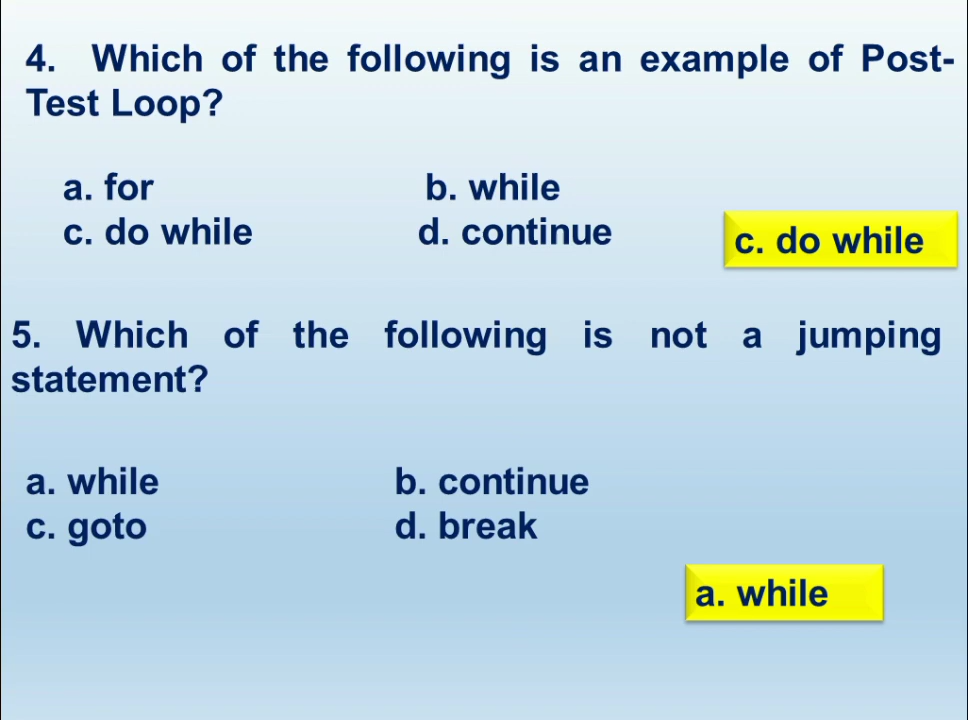 4. Which of the following is an example of Post-
Test Loop?
a. for b. while
c. do while d. continue
c. do while
5. Which of the following is not a jumping
statement?
a. while b. continue
c. goto d. break
a. while